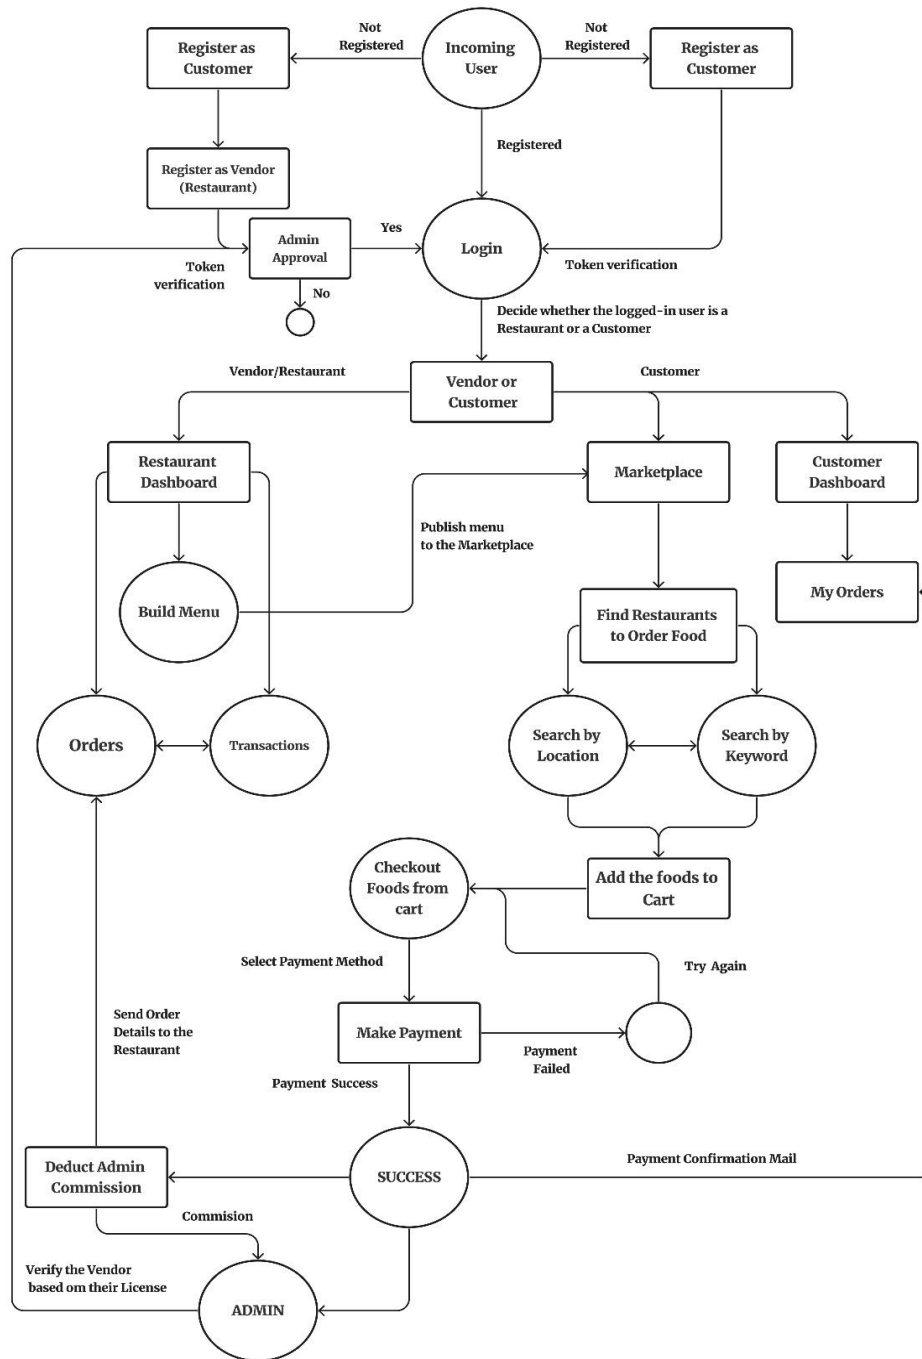 Not
Registered
Not
Registered
Register as
Customer
Incoming
User
Register as
Customer
Registered
Register as Vendor
(Restaurant)
Yes
Admin
Approval
Login
Token
verification
Token verification
No
Decide whether the logged-in user is a
Restaurant or a Customer
Vendor/Restaurant
Vendor or
Customer
Customer
Restaurant
Dashboard
Marketplace
Customer
Dashboard
Publish menu
to the Marketplace
Build Menu
Find Restaurants
to Order Food
My Orders
Orders
Transactions
Search by
Location
Search by
Keyword
Checkout
Foods from
cart
Add the foods to
Cart
Select Payment Method
Try Again
Send Order
Details to the
Restaurant
Make Payment
Payment
Failed
Payment Success
Deduct Admin
Commission
SUCCESS
Payment Confirmation Mail
Commision
Verify the Vendor
based om their License
ADMIN